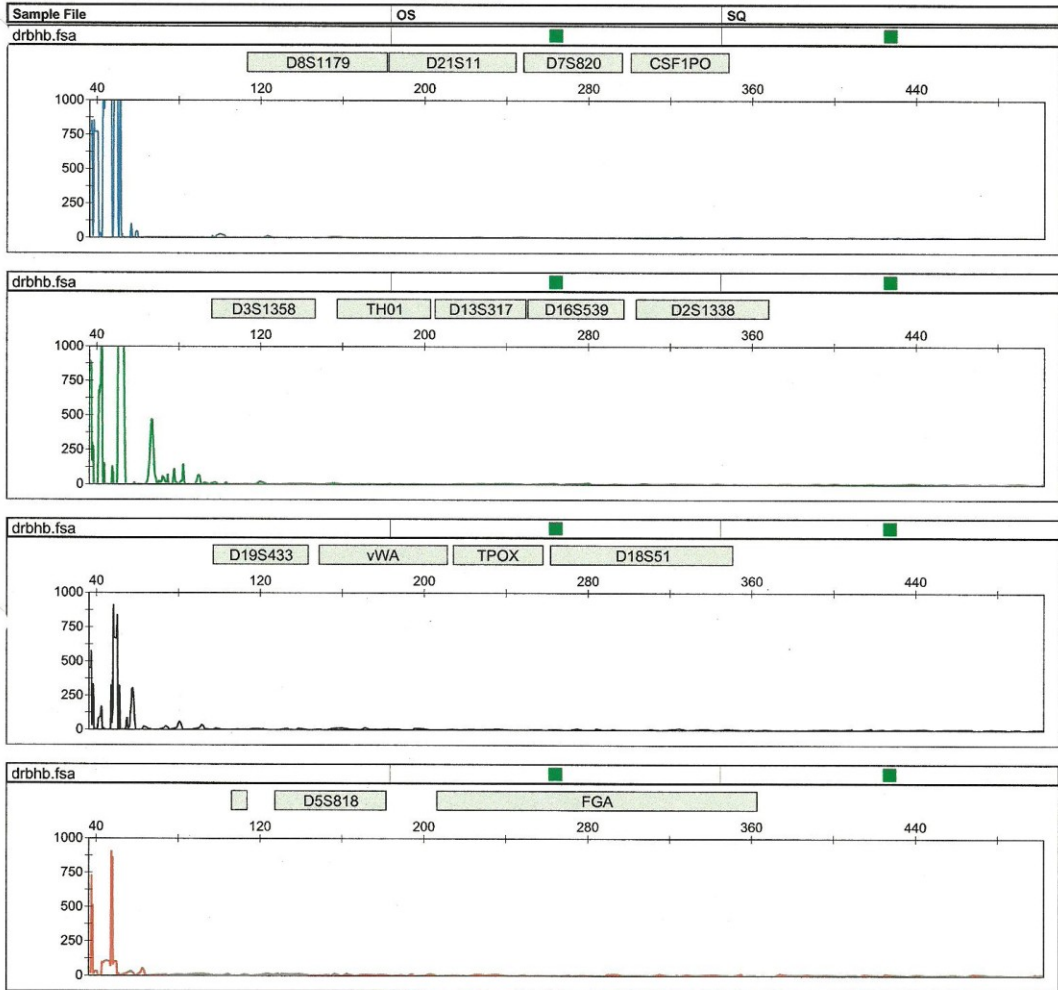 Sample File OS SQ
drbhb.fsa
D8S1179 D21S11 D7S820 CSF1PO
40 120 200 280 360 440
1000
750
500
250
0
drbhb.fsa
D3S1358 TH01 D13S317 D16S539 D2S1338
40 120 200 280 360 440
1000
750
500
250
0
drbhb.fsa
D19S433 vWA TPOX D18S51
40 120 200 280 360 440
1000
750
500
250
0
drbhb.fsa
D5S818 FGA
40 120 200 280 360 440
1000
750
500
250
0